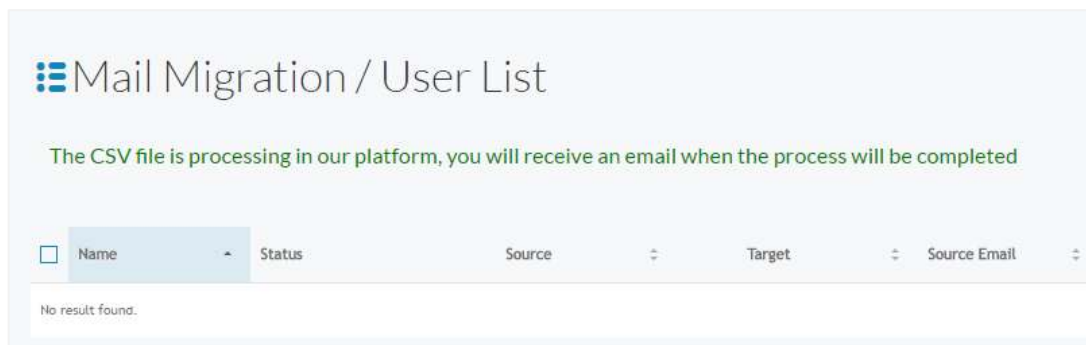 Mail Migration / User List
The CSV file is processing in our platform, you will receive an email when the process will be completed
Name Status Source Target Source Email
No result found.